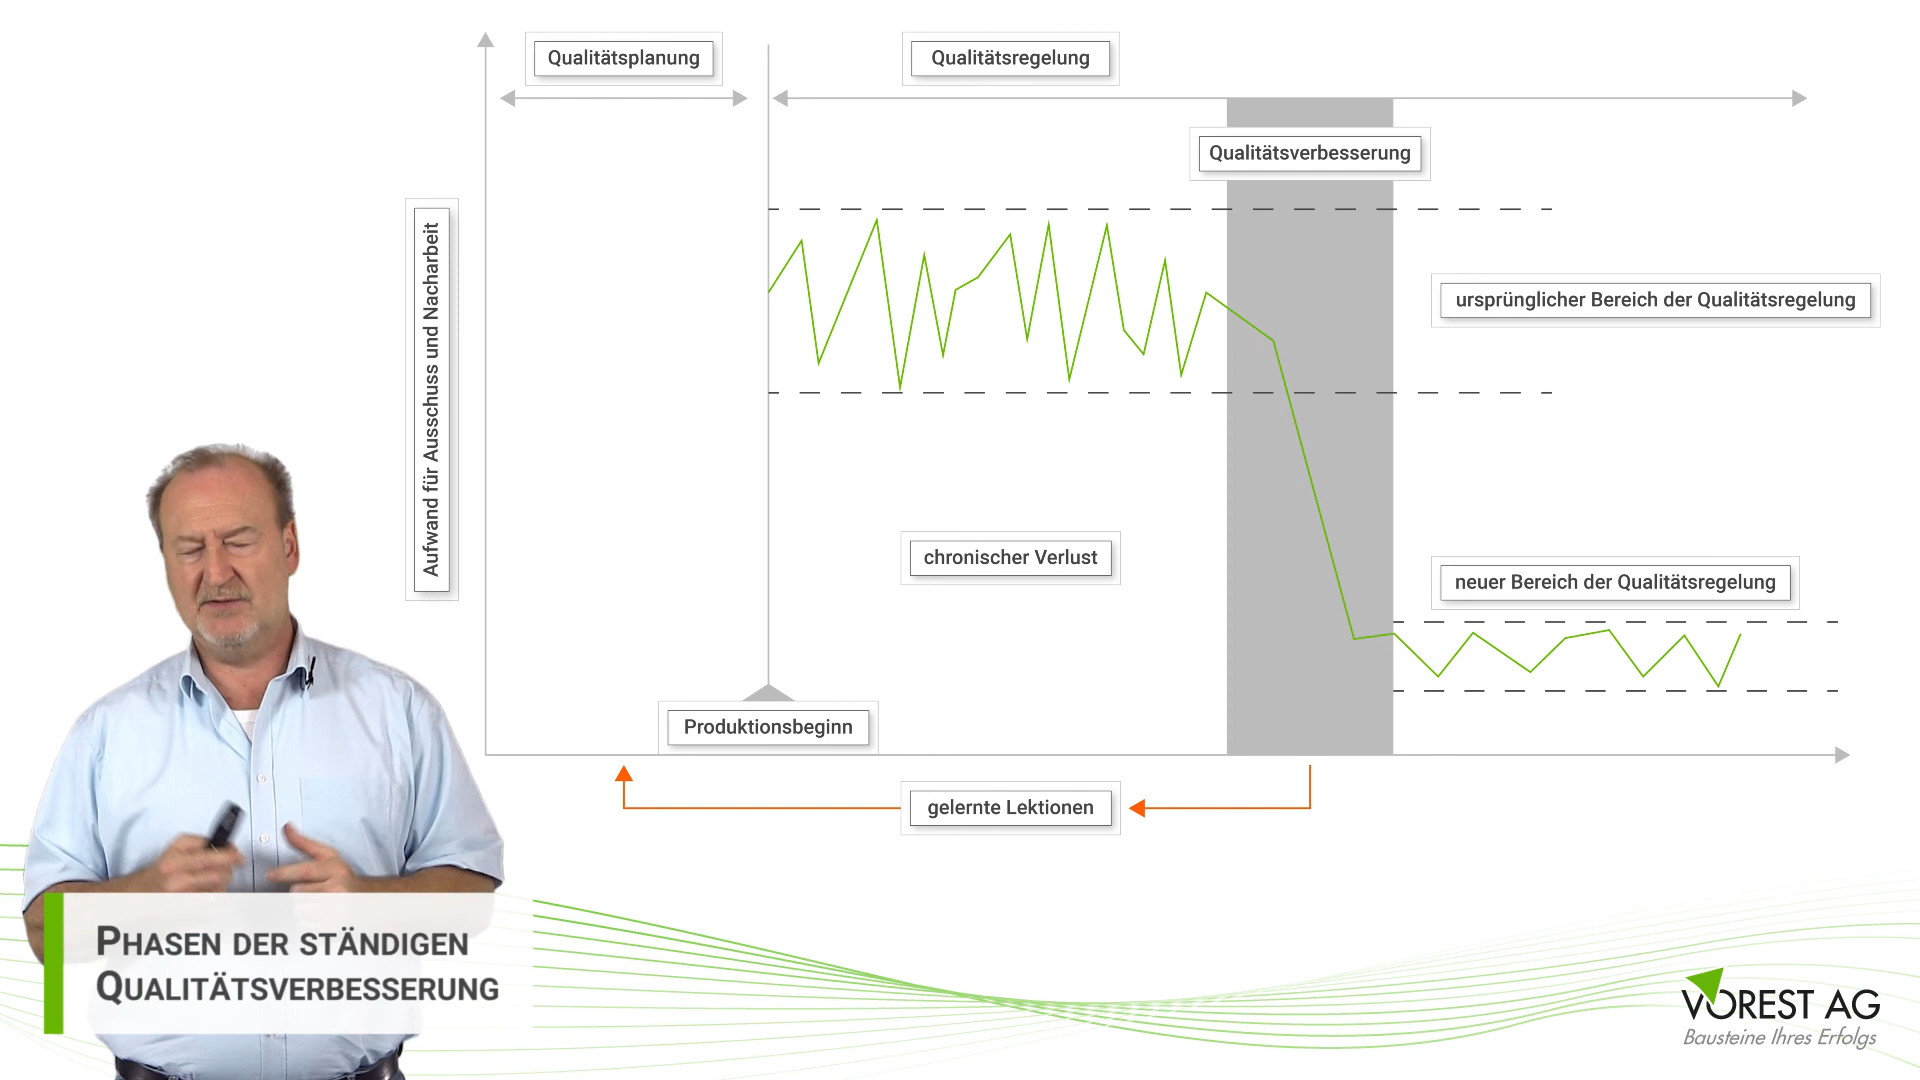 Qualitätsplanung
Qualitätsregelung
Qualitätsverbesserung
Aufwand für Ausschuss und Nacharbeit
ursprünglicher Bereich der Qualitätsregelung
chronischer Verlust
neuer Bereich der Qualitätsregelung
Produktionsbeginn
gelernte Lektionen
PHASEN DER STÄNDIGEN
QUALITÄTSVERBESSERUNG
VOREST AG
Bausteine Ihres Erfolgs